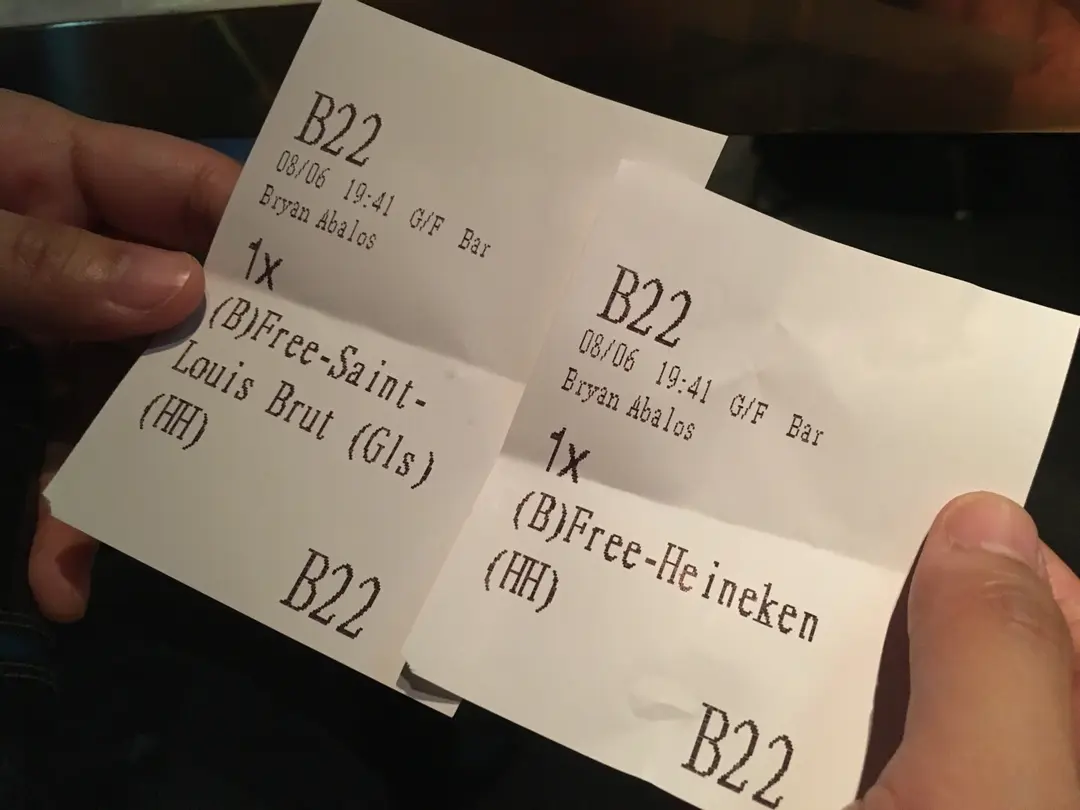 B22
08/06 19:41 G/F Bar
Bryan Abalos
1x
(B)Free-Saint-
Louis Brut (Gls)
(HH)
B22
B22
08/06 19:41 G/F Bar
Bryan Abalos
1x
(B)Free-Heineken
(HH)
B22